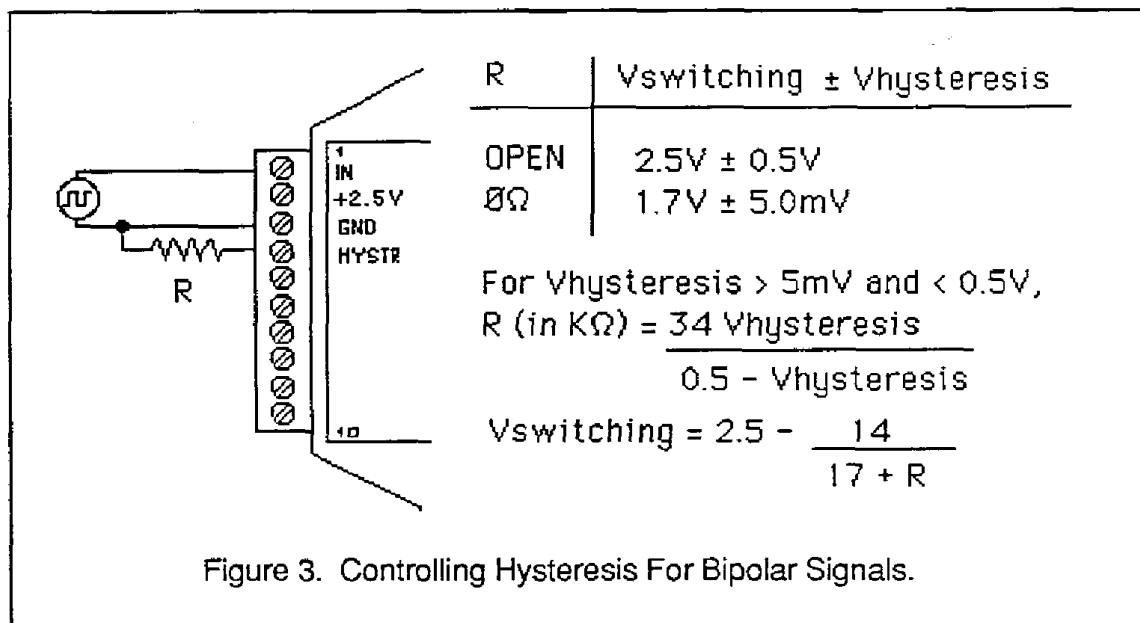 R Vswitching ± Vhysteresis
OPEN 2.5V ± 0.5V
0Ω 1.7V ± 5.0mV
1
IN
+2.5V
GND
HYSTR
10
R
For Vhysteresis > 5mV and < 0.5V,
R (in KΩ) = 34 Vhysteresis
0.5 - Vhysteresis
Vswitching = 2.5 - 14
17 + R
Figure 3. Controlling Hysteresis For Bipolar Signals.